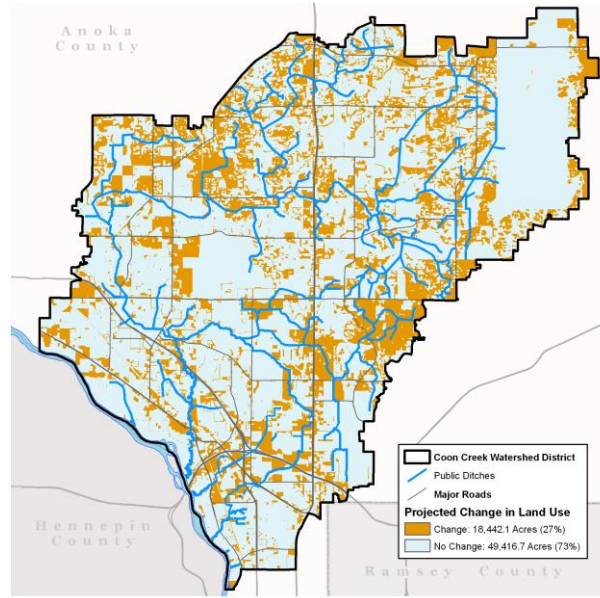 Anoka
County
Coon Creek Watershed District
Public Ditches
Major Roads
Projected Change in Land Use
Change: 18,442.1 Acres (27%)
No Change: 49,416.7 Acres (73%)
Hennepin
County
Ramsey County